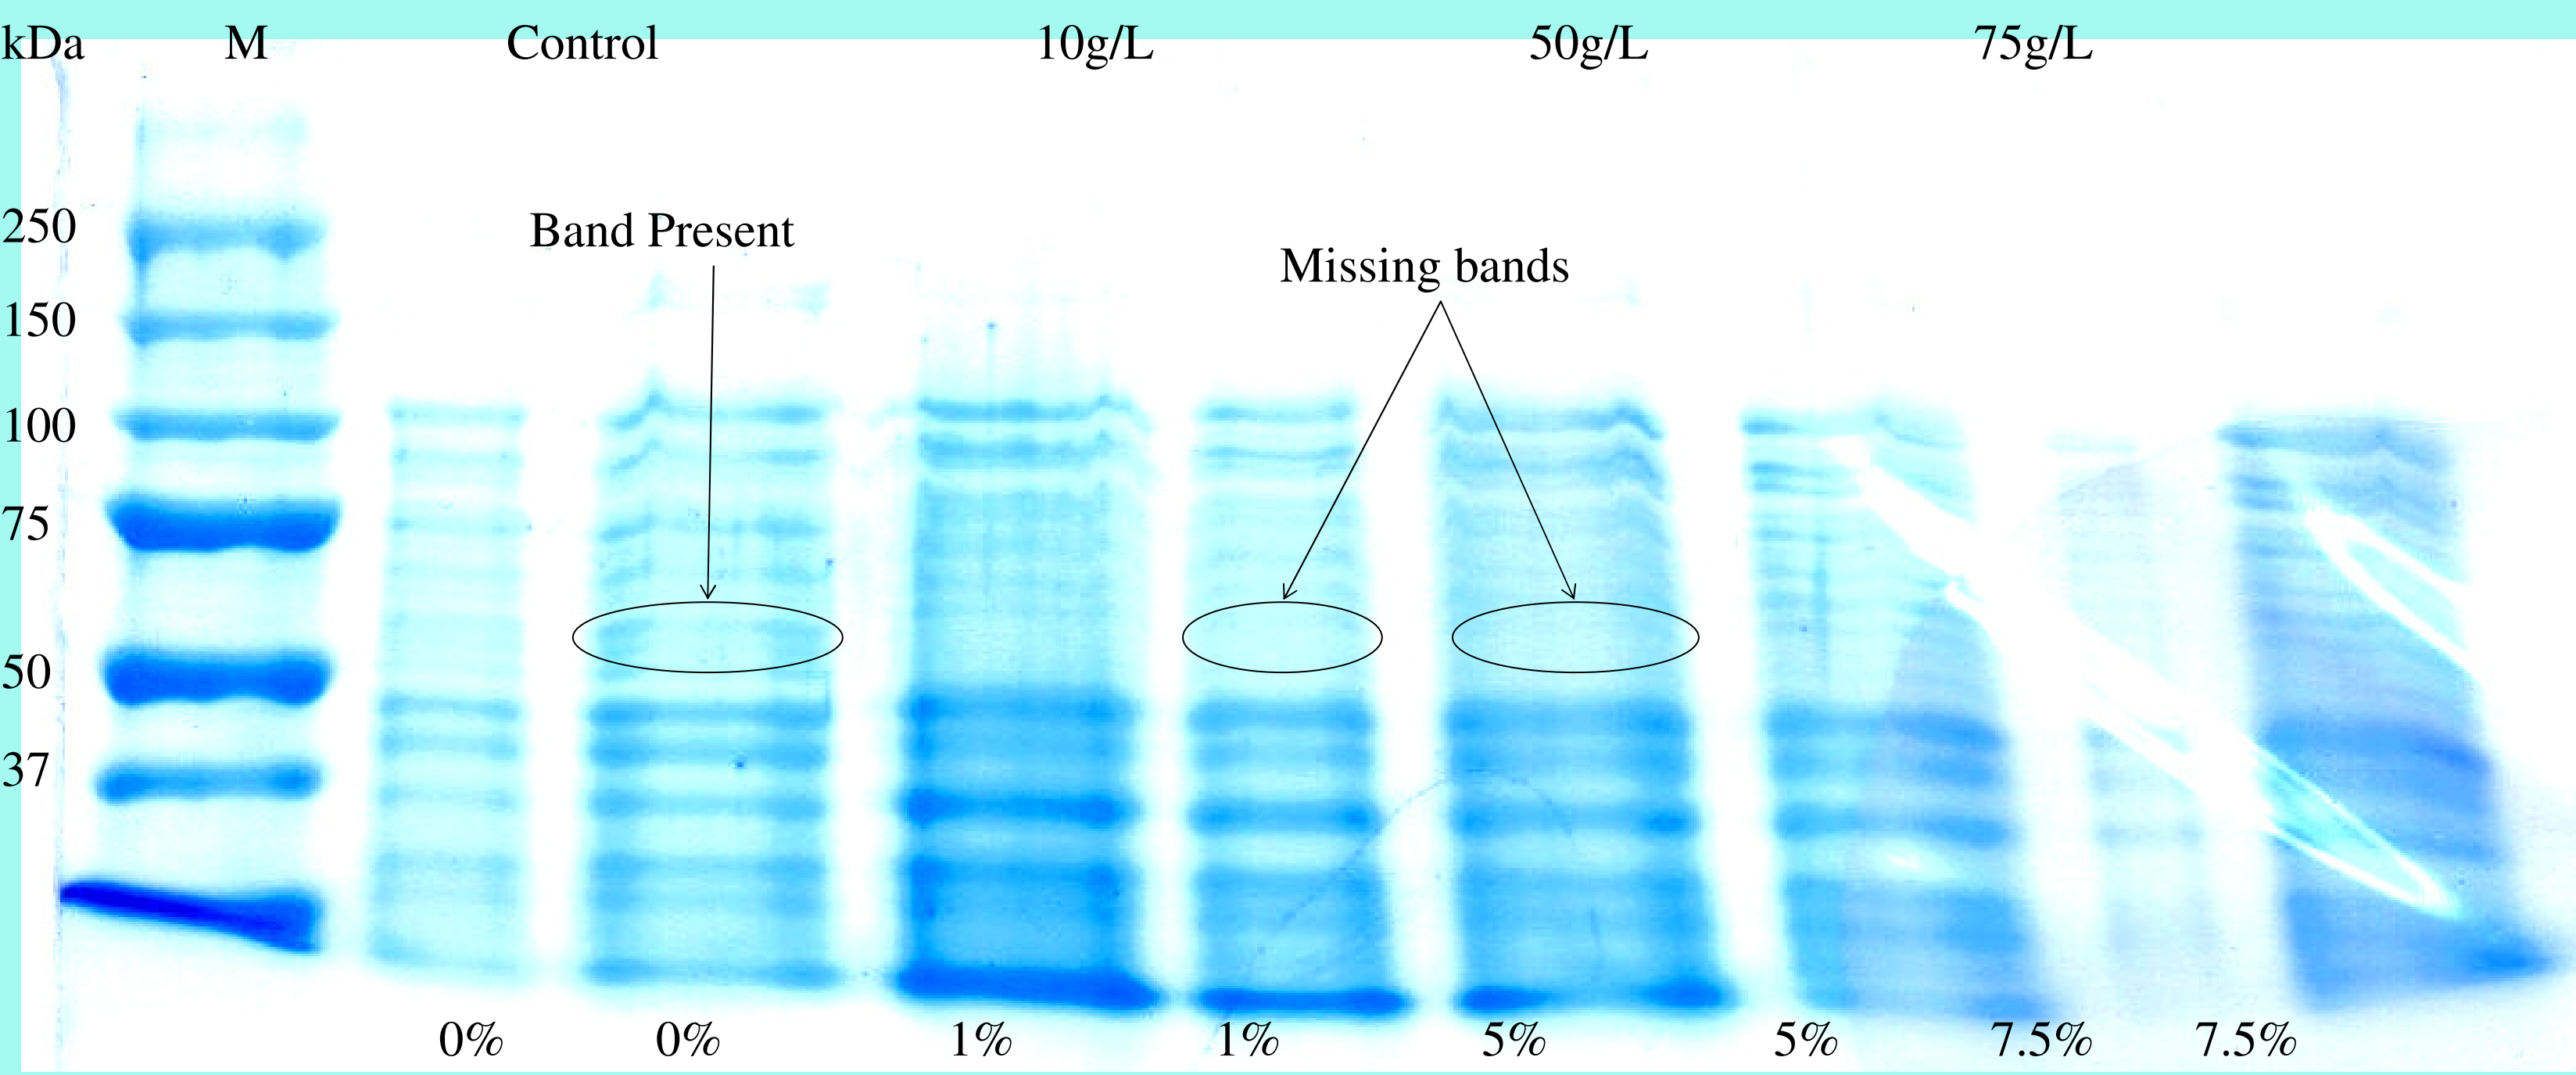 kDa M Control 10g/L 50g/L 75g/L
250
Band Present
Missing bands
150
100
75
50
37
0% 0% 1% 1% 5% 5% 7.5% 7.5%